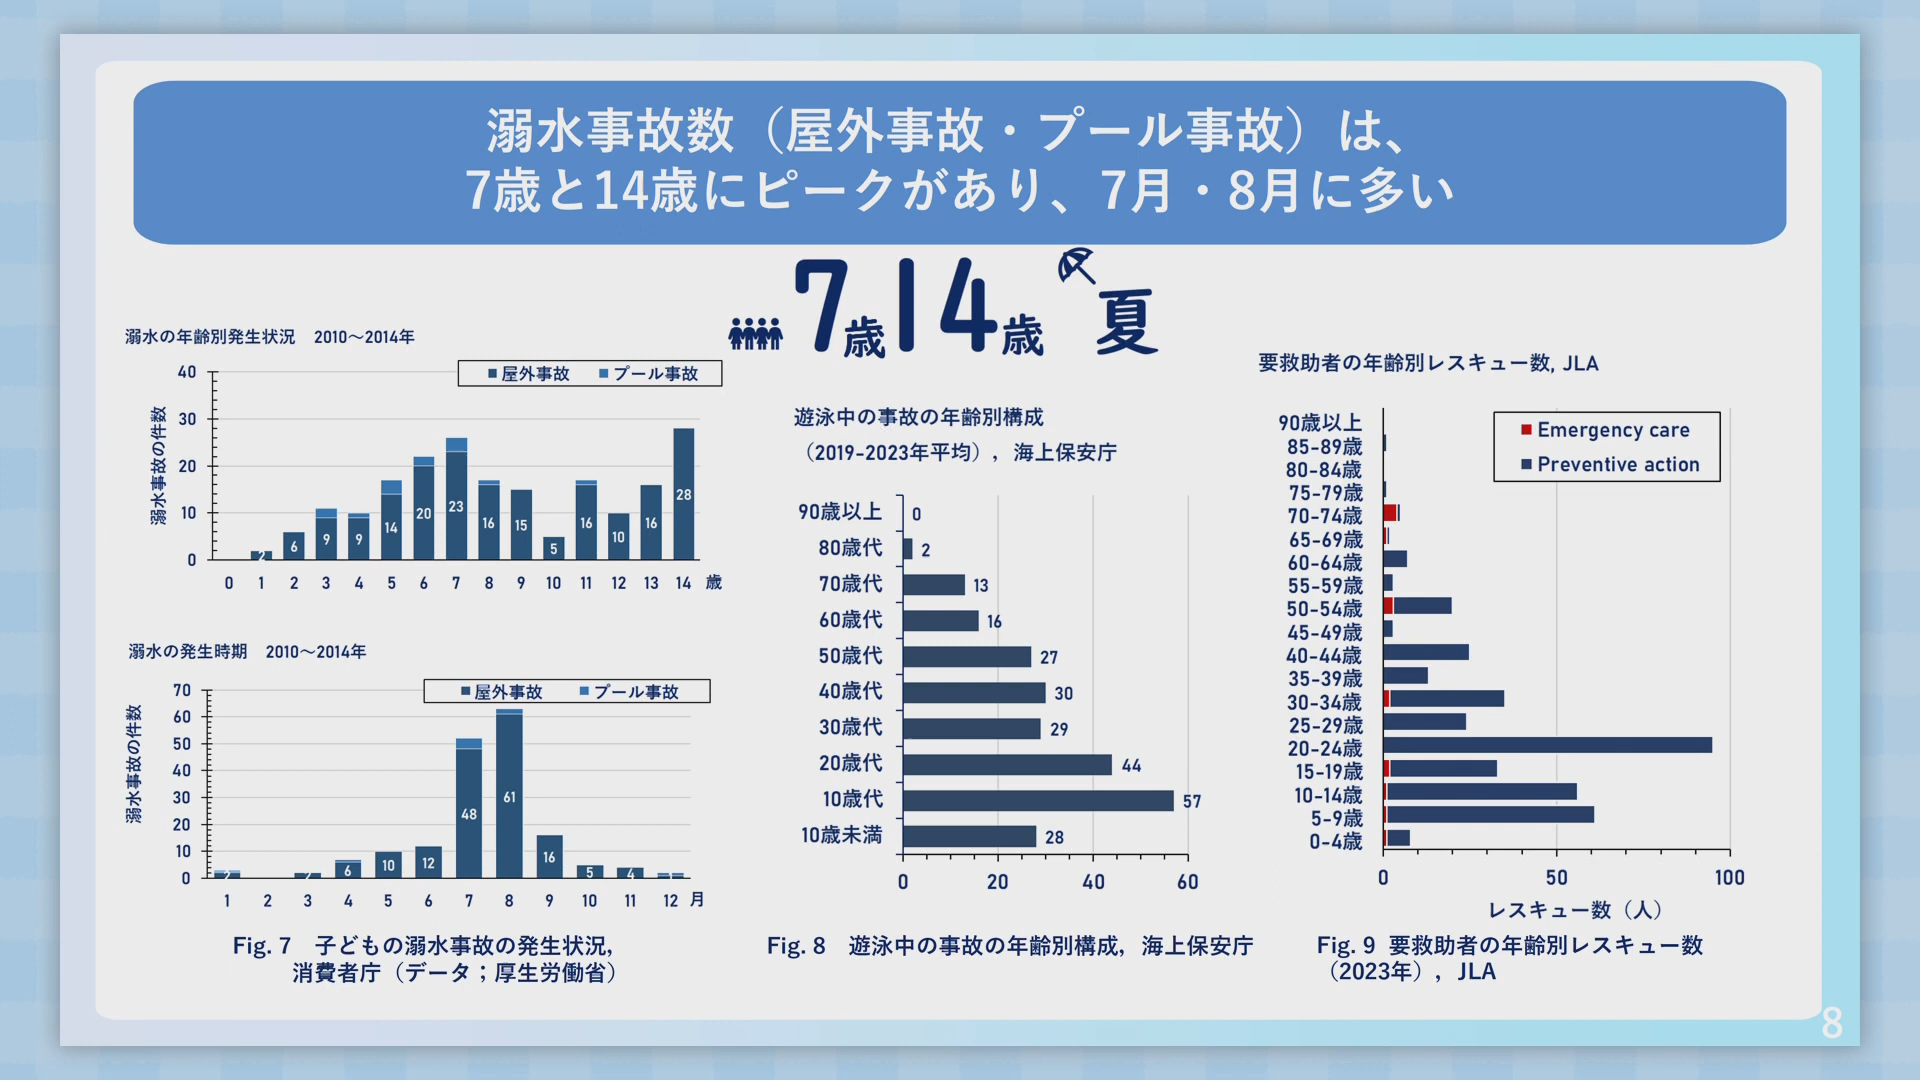 溺水事故数（屋外事故・プール事故）は、
7歳と14歳にピークがあり、7月・8月に多い
7歳14歳 夏
溺水の年齢別発生状況　2010～2014年
屋外事故 プール事故
溺水事故の件数
40
30
20
10
0
2 6 9 9 14 20 23 16 15 5 16 10 16 28
0 1 2 3 4 5 6 7 8 9 10 11 12 13 14 歳
溺水の発生時期　2010～2014年
屋外事故 プール事故
溺水事故の件数
70
60
50
40
30
20
10
0
2 2 6 10 12 48 61 16 5 4 1
1 2 3 4 5 6 7 8 9 10 11 12 月
Fig. 7　子どもの溺水事故の発生状況,
消費者庁（データ；厚生労働省）
遊泳中の事故の年齢別構成
（2019-2023年平均）, 海上保安庁
90歳以上 0
80歳代 2
70歳代 13
60歳代 16
50歳代 27
40歳代 30
30歳代 29
20歳代 44
10歳代 57
10歳未満 28
0 20 40 60
Fig. 8　遊泳中の事故の年齢別構成, 海上保安庁
要救助者の年齢別レスキュー数, JLA
Emergency care
Preventive action
90歳以上
85-89歳
80-84歳
75-79歳
70-74歳
65-69歳
60-64歳
55-59歳
50-54歳
45-49歳
40-44歳
35-39歳
30-34歳
25-29歳
20-24歳
15-19歳
10-14歳
5-9歳
0-4歳
0 50 100
レスキュー数（人）
Fig. 9 要救助者の年齢別レスキュー数
（2023年）, JLA
8